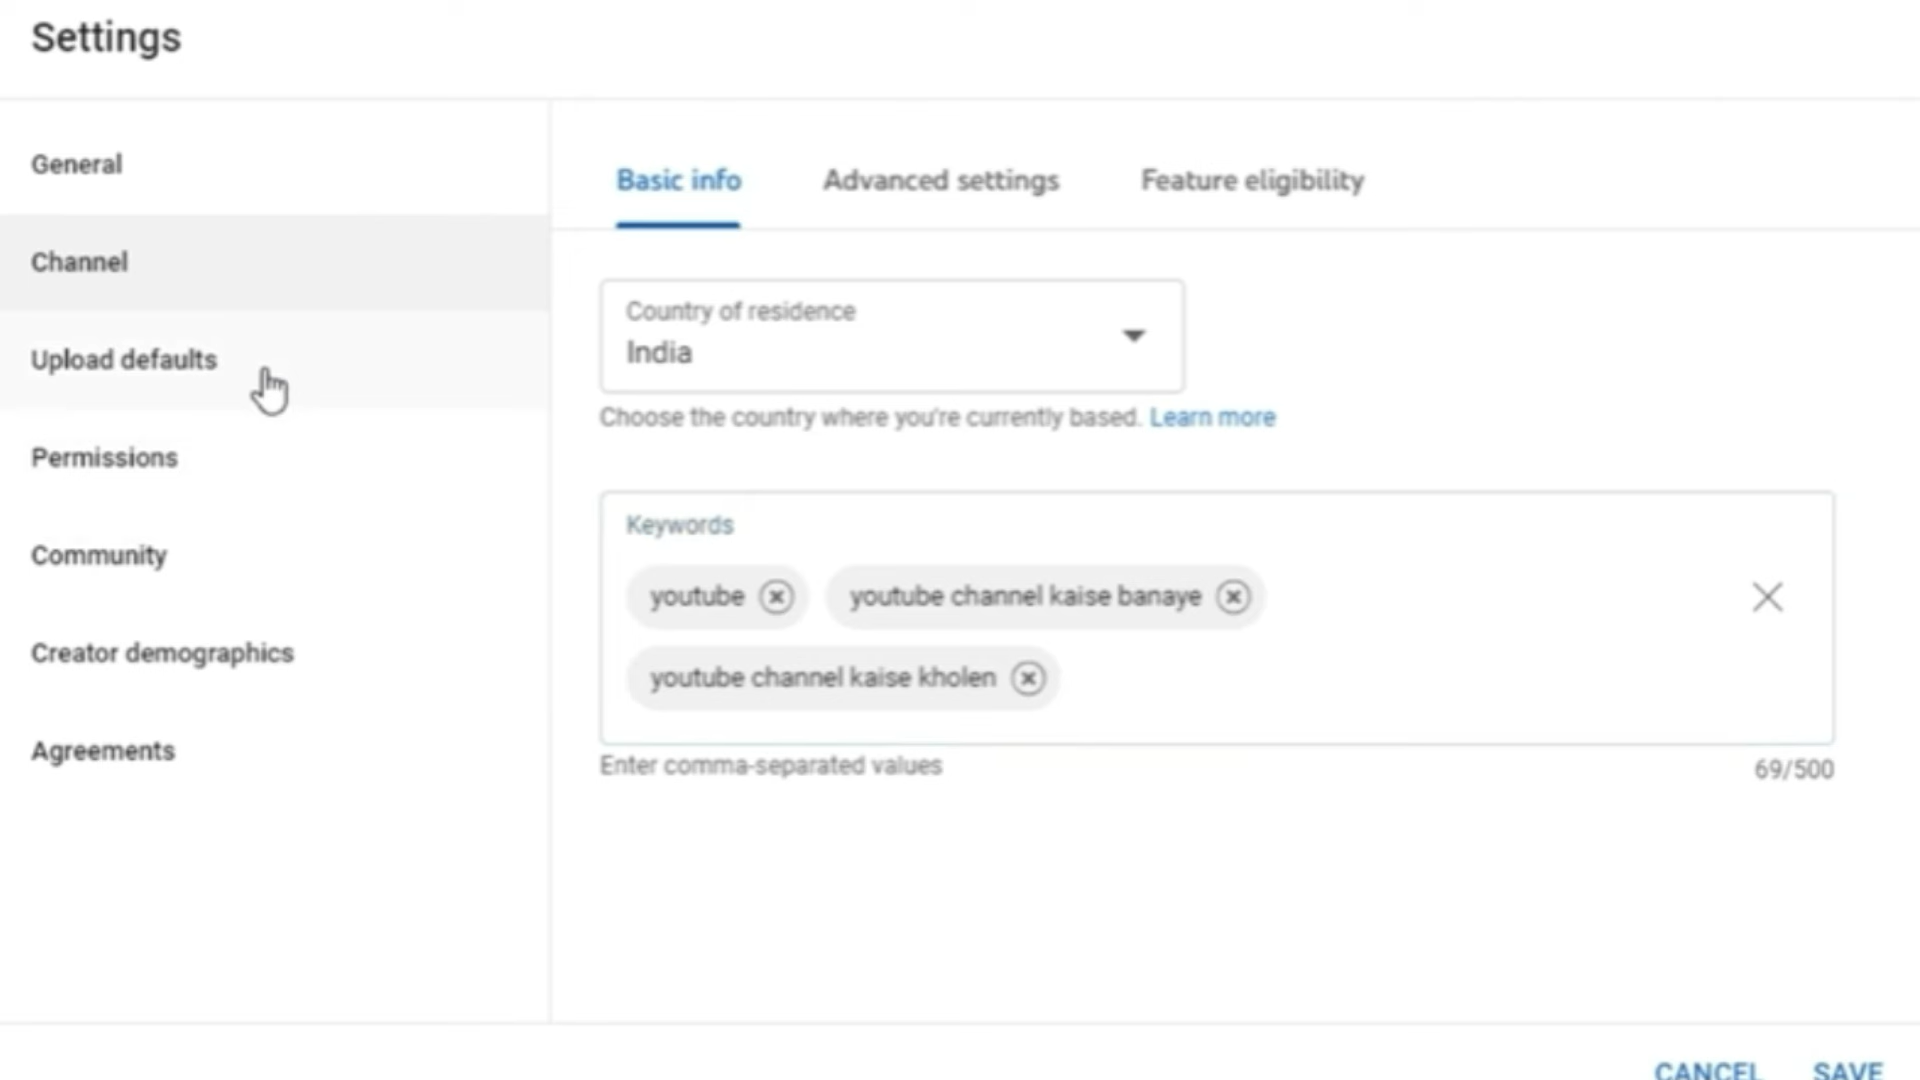 Settings
General
Channel
Upload defaults
Permissions
Community
Creator demographics
Agreements
Basic info Advanced settings Feature eligibility
Country of residence
India
Choose the country where you're currently based. Learn more
Keywords
youtube youtube channel kaise banaye
youtube channel kaise kholen
Enter comma-separated values 69/500
CANCEL SAVE